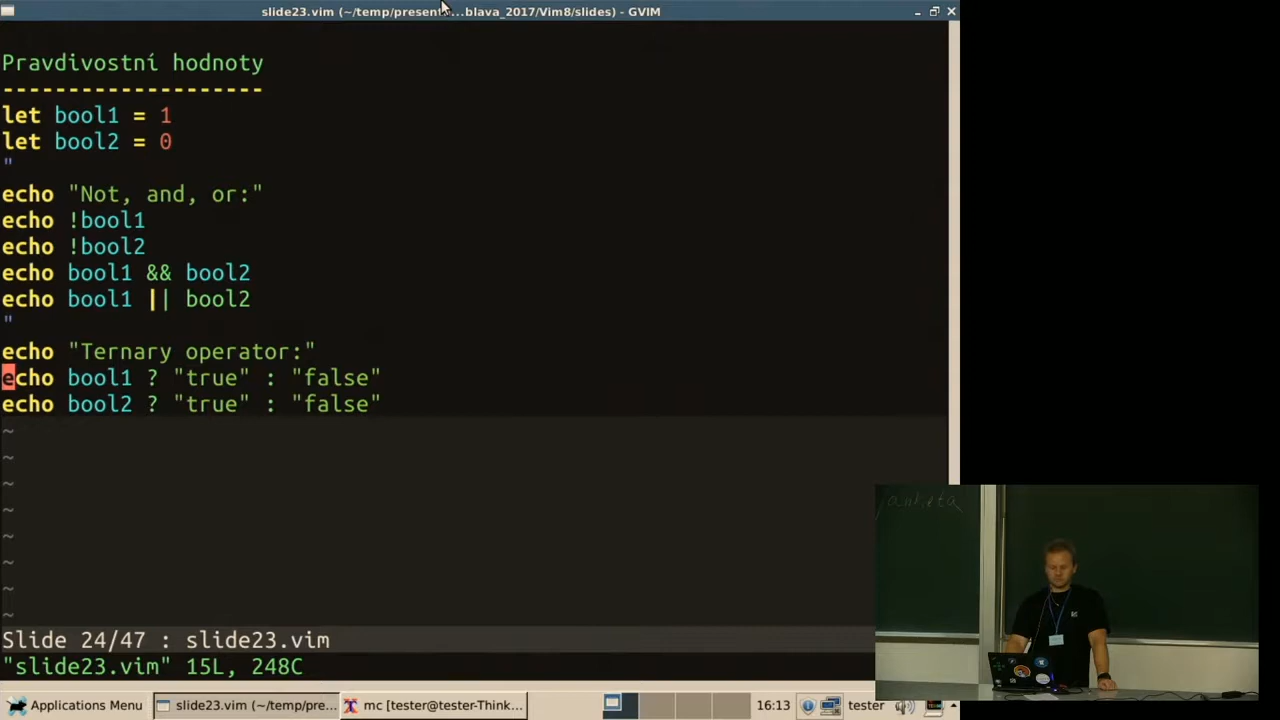 slide23.vim (~/temp/present...blava_2017/Vim8/slides) - GVIM
Pravdivostní hodnoty
--------------------
let bool1 = 1
let bool2 = 0
"
echo "Not, and, or:"
echo !bool1
echo !bool2
echo bool1 && bool2
echo bool1 || bool2
"
echo "Ternary operator:"
echo bool1 ? "true" : "false"
echo bool2 ? "true" : "false"
~
~
~
~
~
~
~
~
Slide 24/47 : slide23.vim
"slide23.vim" 15L, 248C
Applications Menu
slide23.vim (~/temp/pre...
mc [tester@tester-Think...
16:13
tester
anketa